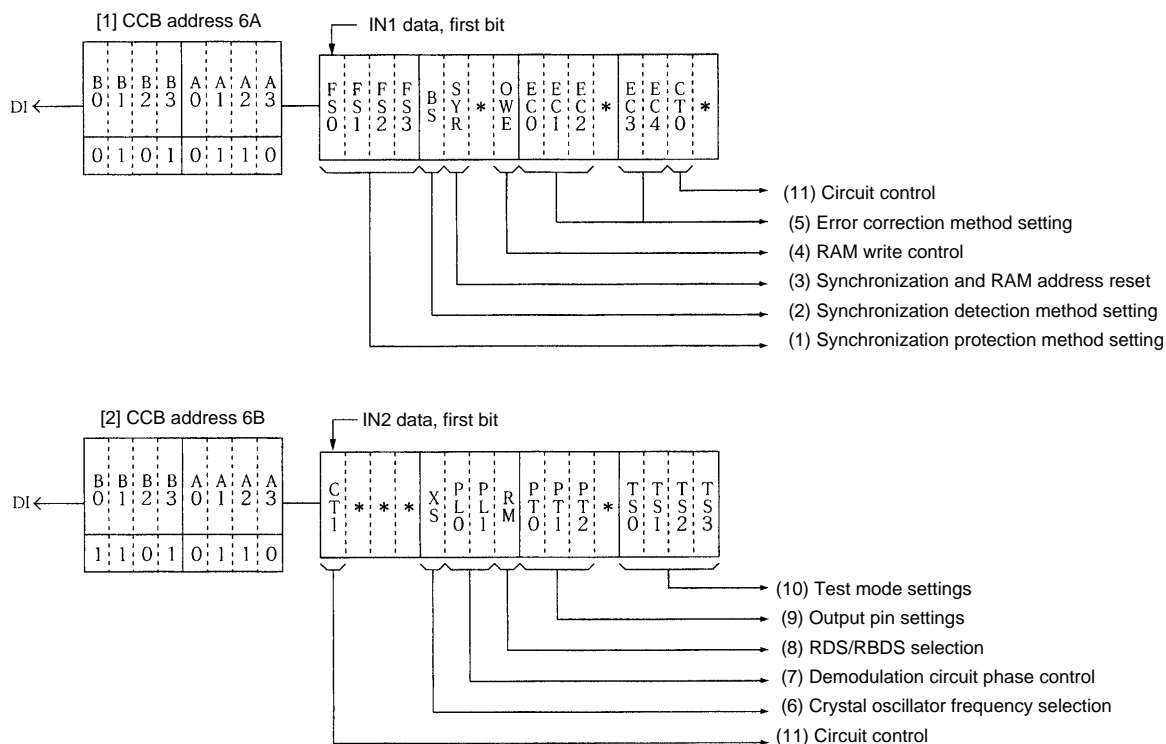 [1] CCB address 6A
IN1 data, first bit
DI
B0 B1 B2 B3 A0 A1 A2 A3
FS0 FS1 FS2 FS3 BS SYR * OWE EC0 EC1 EC2 * EC3 EC4 CT0 *
0 1 0 1 0 1 1 0
(11) Circuit control
(5) Error correction method setting
(4) RAM write control
(3) Synchronization and RAM address reset
(2) Synchronization detection method setting
(1) Synchronization protection method setting
[2] CCB address 6B
IN2 data, first bit
DI
B0 B1 B2 B3 A0 A1 A2 A3
CT1 * * * XS PL0 PL1 RM PT0 PT1 PT2 * TS0 TS1 TS2 TS3
1 1 0 1 0 1 1 0
(10) Test mode settings
(9) Output pin settings
(8) RDS/RBDS selection
(7) Demodulation circuit phase control
(6) Crystal oscillator frequency selection
(11) Circuit control